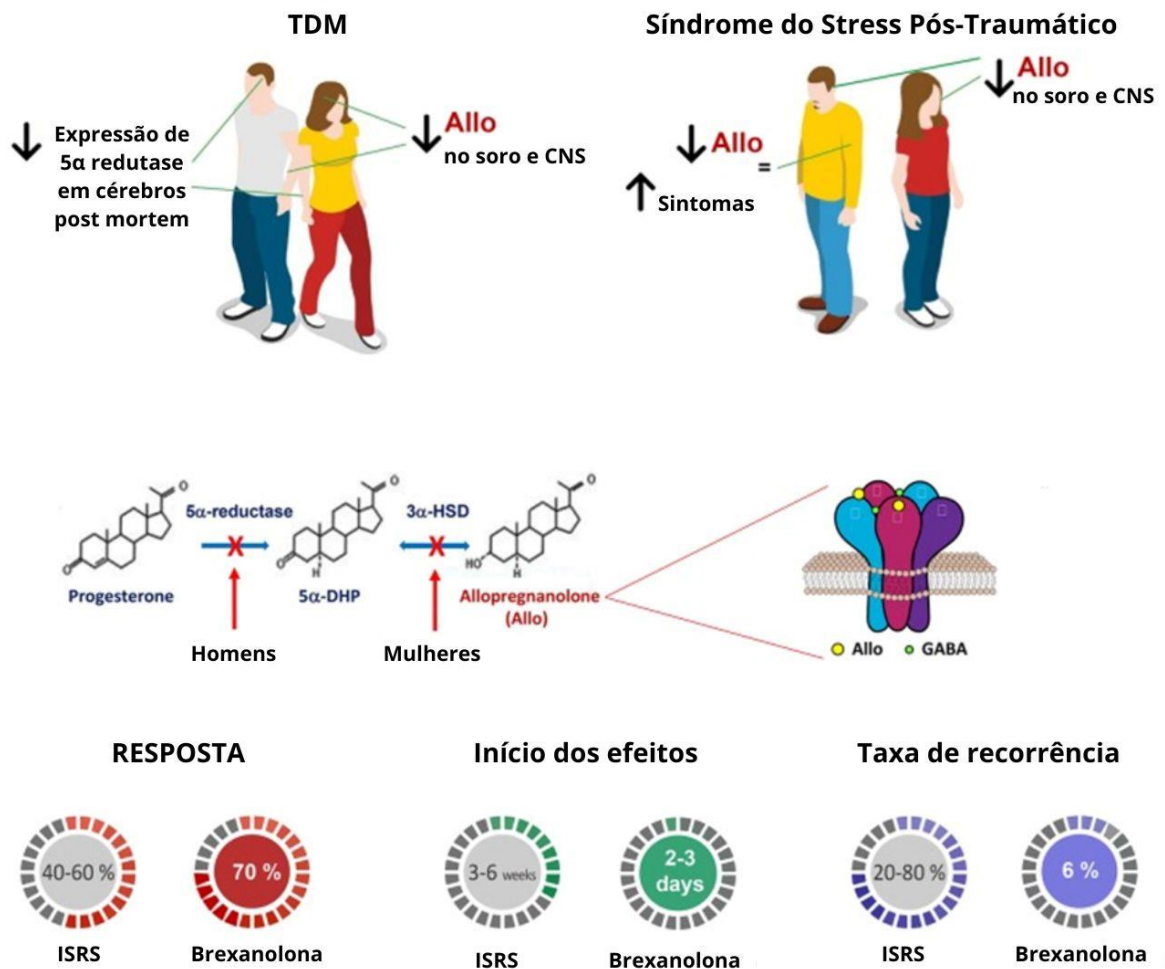 TDM
Síndrome do Stress Pós-Traumático
Expressão de
5α redutase
em cérebros
post mortem
Allo
no soro e CNS
Allo
=
Sintomas
Allo
no soro e CNS
5α-reductase
3α-HSD
O
O
O
O
HO
H
H
X
X
Progesterone
5α-DHP
Allopregnanolone
(Allo)
Homens
Mulheres
Allo
GABA
RESPOSTA
Início dos efeitos
Taxa de recorrência
40-60 %
70 %
3-6 weeks
2-3
days
20-80 %
6 %
ISRS
Brexanolona
ISRS
Brexanolona
ISRS
Brexanolona